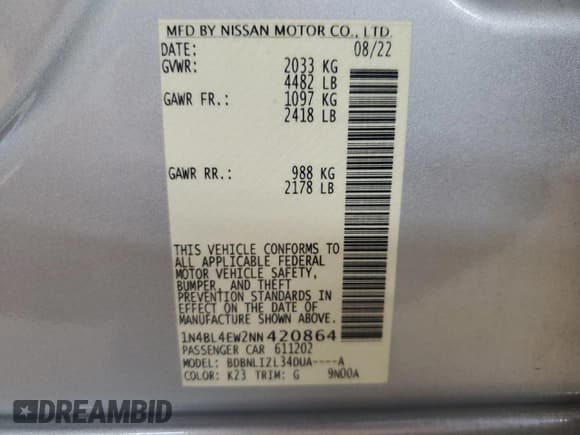 MFD BY NISSAN MOTOR CO., LTD.
DATE: 08/22
GVWR: 2033 KG
4482 LB
GAWR FR.: 1097 KG
2418 LB
GAWR RR.: 988 KG
2178 LB
THIS VEHICLE CONFORMS TO
ALL APPLICABLE FEDERAL
MOTOR VEHICLE SAFETY,
BUMPER, AND THEFT
PREVENTION STANDARDS IN
EFFECT ON THE DATE OF
MANUFACTURE SHOWN ABOVE.
1N4BL4EW2NN420864
PASSENGER CAR 611202
MODEL: BDBNLIZL34DUA----A
COLOR: K23 TRIM: G 9N00A
DREAMBID